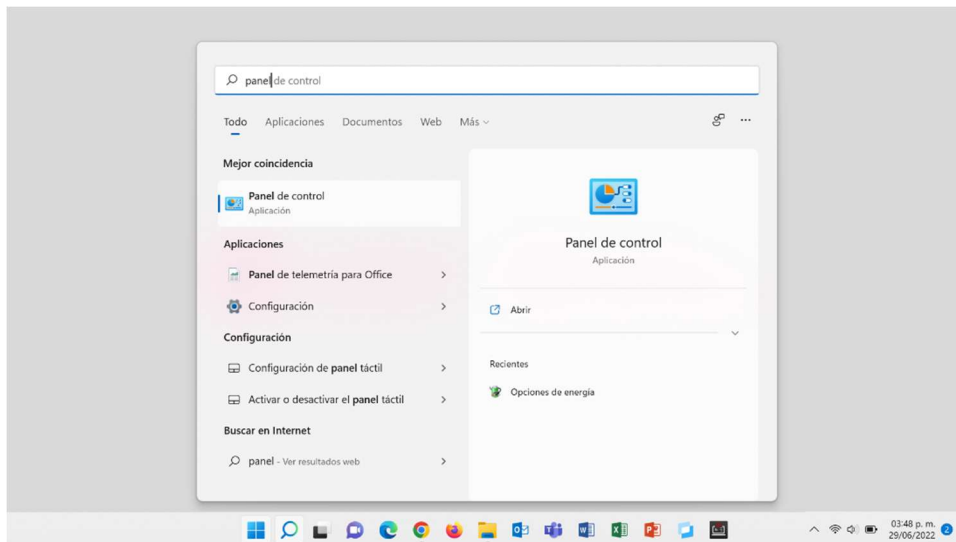 panel de control
Todo Aplicaciones Documentos Web Más
Mejor coincidencia
Panel de control
Aplicación
Aplicaciones
Panel de telemetría para Office
Configuración
Configuración
Configuración de panel táctil
Activar o desactivar el panel táctil
Buscar en Internet
panel - Ver resultados web
Panel de control
Aplicación
Abrir
Recientes
Opciones de energía
03:48 p. m.
29/06/2022
2